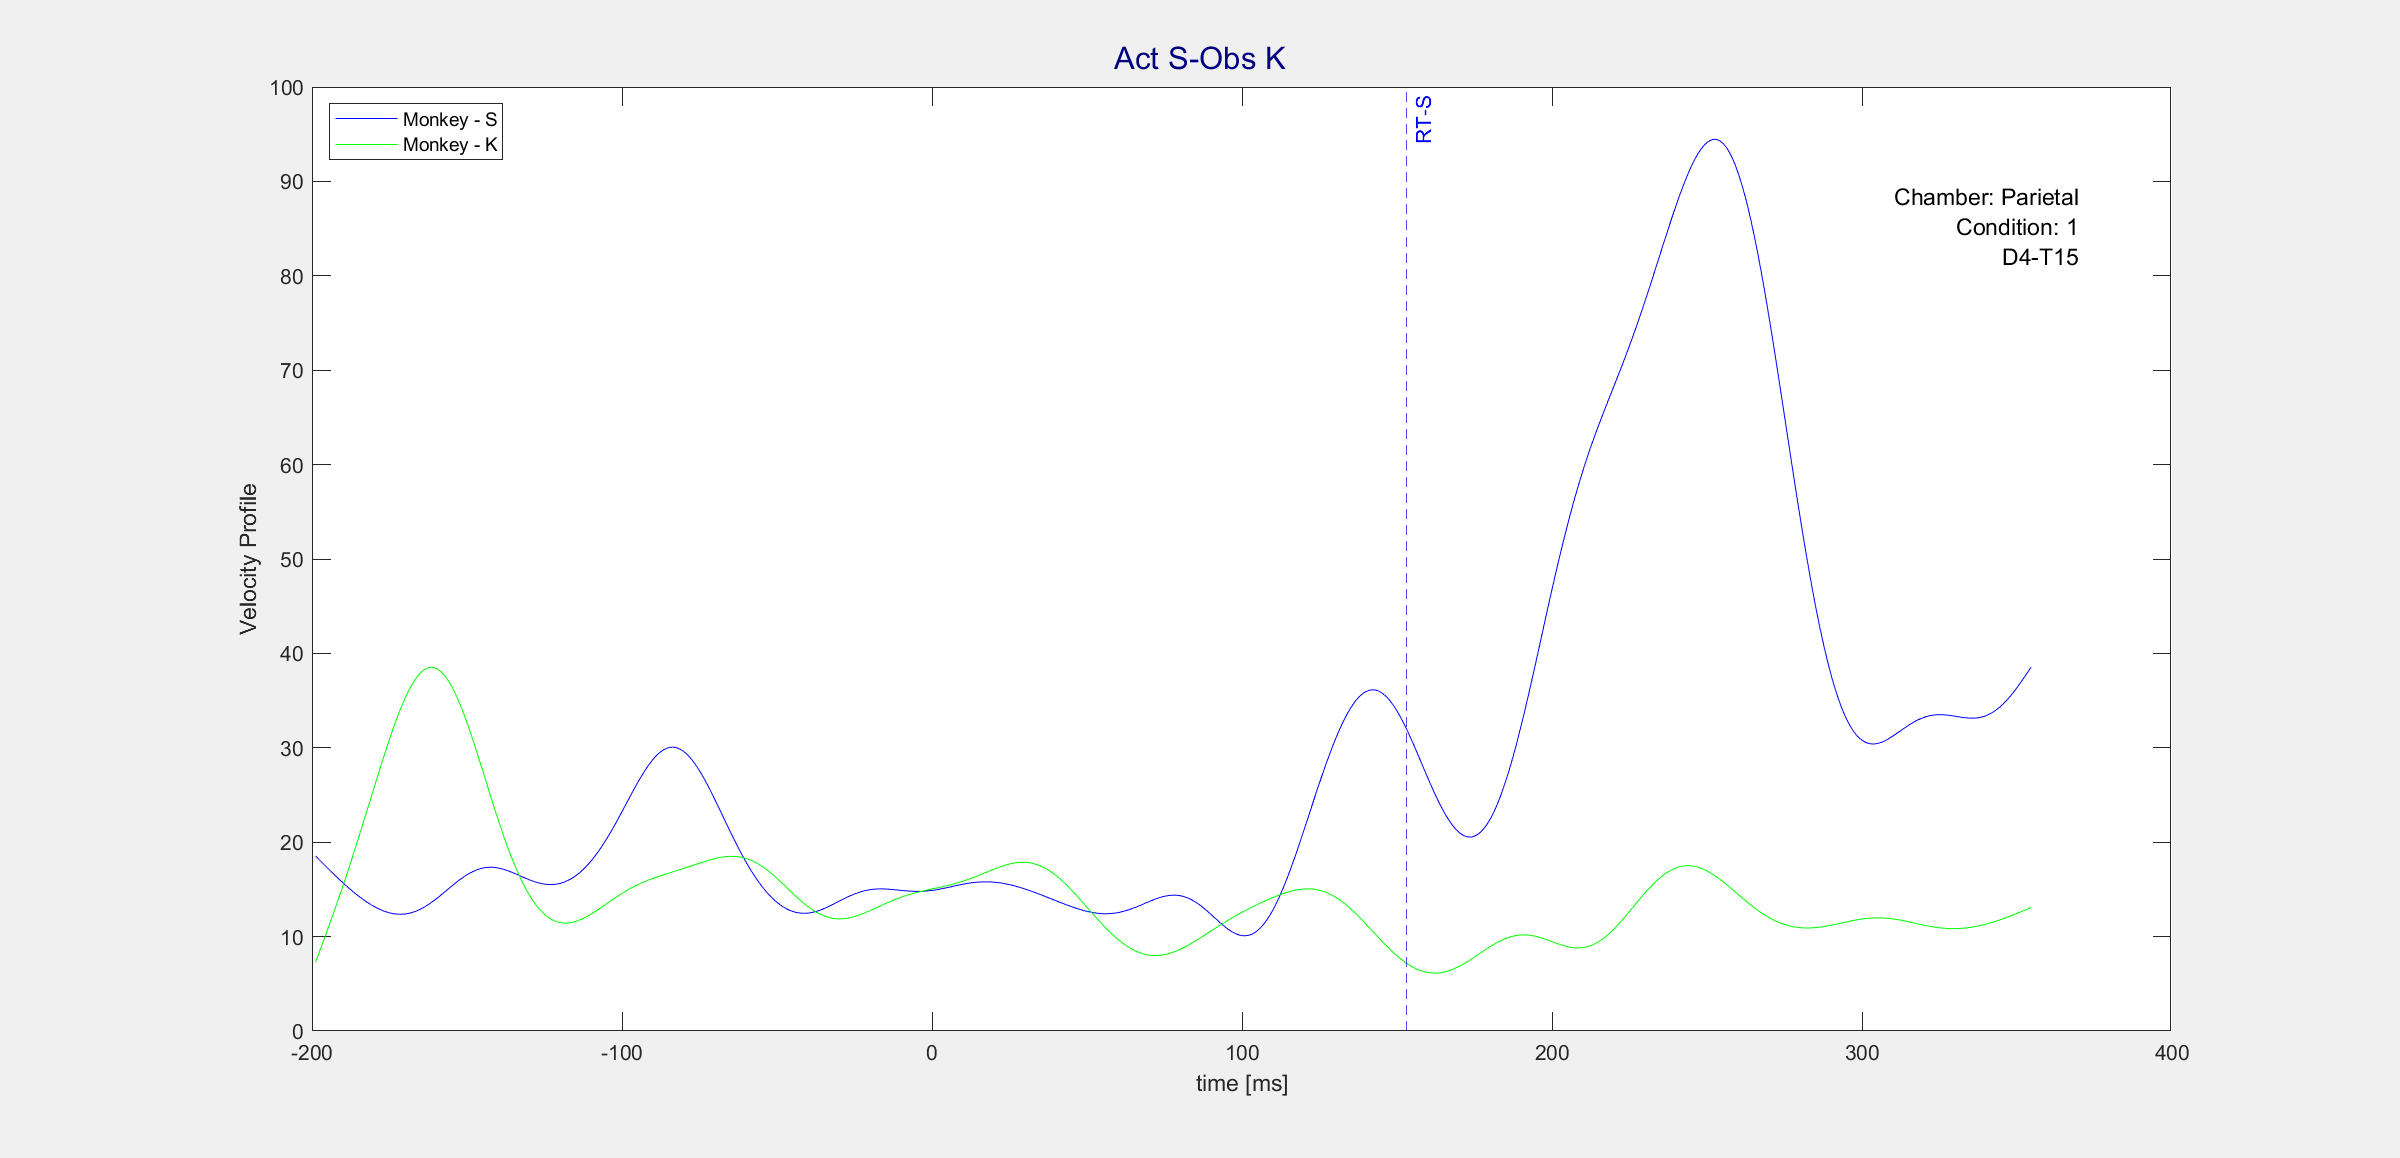 Act S-Obs K
Monkey - S
Monkey - K
RT-S
Chamber: Parietal
Condition: 1
D4-T15
Velocity Profile
100
90
80
70
60
50
40
30
20
10
0
-200 -100 0 100 200 300 400
time [ms]